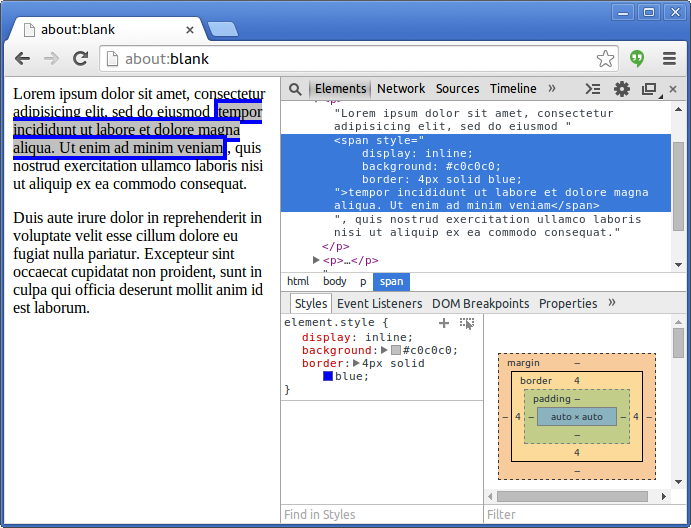 about:blank
about:blank
Lorem ipsum dolor sit amet, consectetur
adipisicing elit, sed do eiusmod tempor
incididunt ut labore et dolore magna
aliqua. Ut enim ad minim veniam, quis
nostrud exercitation ullamco laboris nisi
ut aliquip ex ea commodo consequat.
Duis aute irure dolor in reprehenderit in
voluptate velit esse cillum dolore eu
fugiat nulla pariatur. Excepteur sint
occaecat cupidatat non proident, sunt in
culpa qui officia deserunt mollit anim id
est laborum.
Elements Network Sources Timeline »
<p>
"Lorem ipsum dolor sit amet, consectetur
adipisicing elit, sed do eiusmod "
<span style="
display: inline;
background: #c0c0c0;
border: 4px solid blue;
">tempor incididunt ut labore et dolore magna
aliqua. Ut enim ad minim veniam</span>
", quis nostrud exercitation ullamco laboris
nisi ut aliquip ex ea commodo consequat."
</p>
<p>…</p>
"
html body p span
Styles Event Listeners DOM Breakpoints Properties »
element.style {
display: inline;
background: #c0c0c0;
border: 4px solid
blue;
}
Find in Styles
margin –
border 4
padding –
– 4 – auto × auto – 4 –
–
4
–
Filter